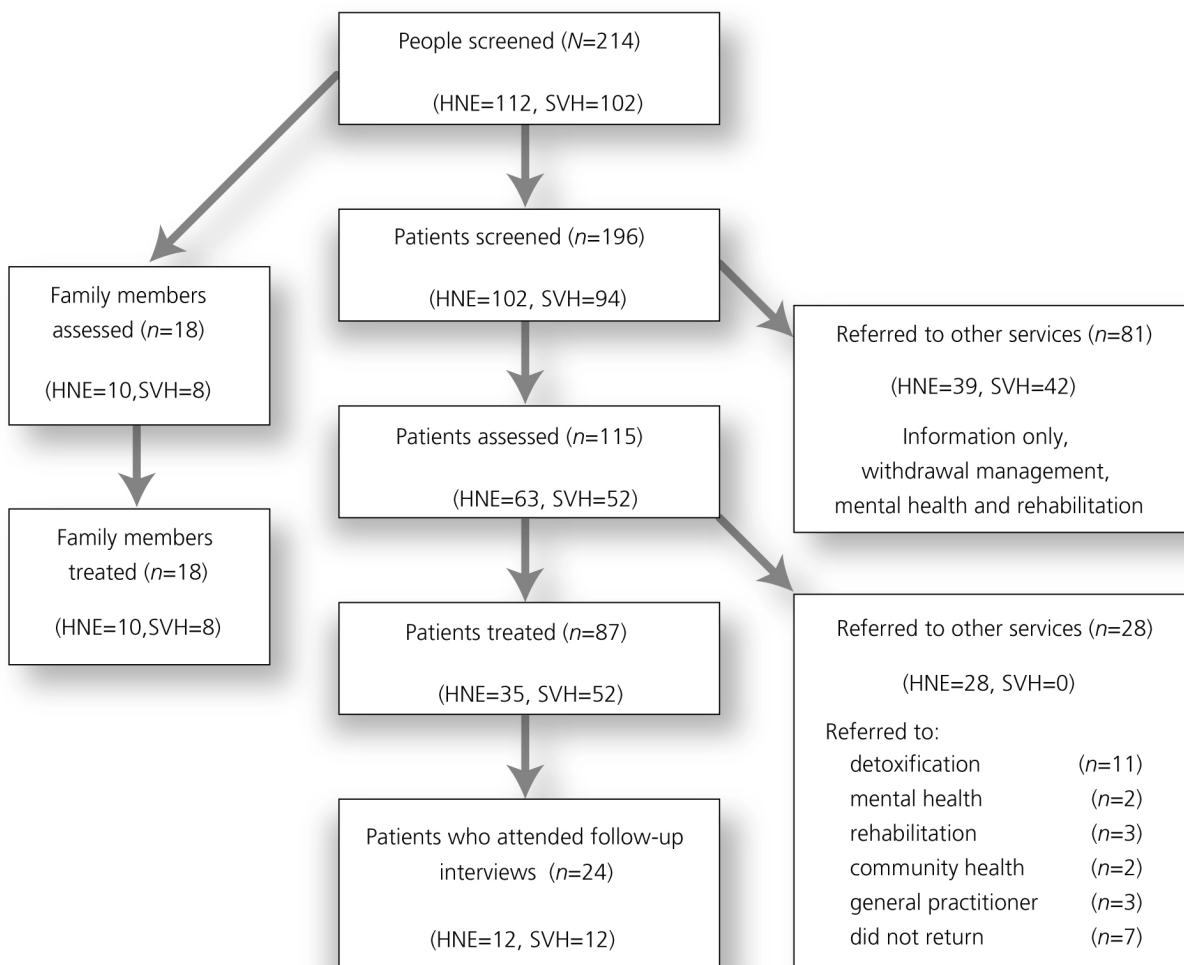 People screened (N=214)
(HNE=112, SVH=102)
Patients screened (n=196)
(HNE=102, SVH=94)
Family members
assessed (n=18)
(HNE=10,SVH=8)
Referred to other services (n=81)
(HNE=39, SVH=42)
Information only,
withdrawal management,
mental health and rehabilitation
Patients assessed (n=115)
(HNE=63, SVH=52)
Family members
treated (n=18)
(HNE=10,SVH=8)
Patients treated (n=87)
(HNE=35, SVH=52)
Referred to other services (n=28)
(HNE=28, SVH=0)
Referred to:
detoxification (n=11)
mental health (n=2)
rehabilitation (n=3)
community health (n=2)
general practitioner (n=3)
did not return (n=7)
Patients who attended follow-up
interviews (n=24)
(HNE=12, SVH=12)